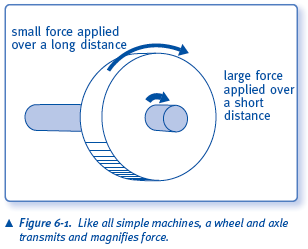 small force applied
over a long distance
large force
applied over
a short
distance
▲ Figure 6-1. Like all simple machines, a wheel and axle
transmits and magnifies force.